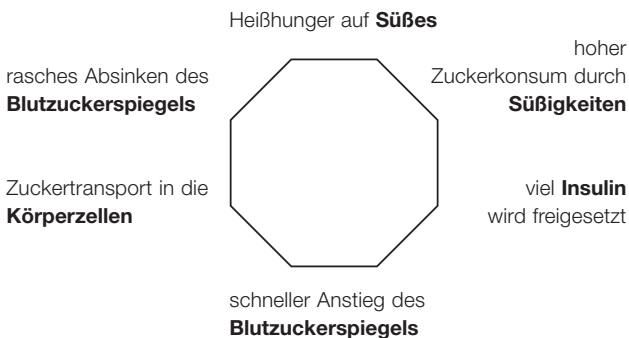 Heißhunger auf Süßes
hoher
Zuckerkonsum durch
Süßigkeiten
rasches Absinken des
Blutzuckerspiegels
Zuckertransport in die
Körperzellen
viel Insulin
wird freigesetzt
schneller Anstieg des
Blutzuckerspiegels